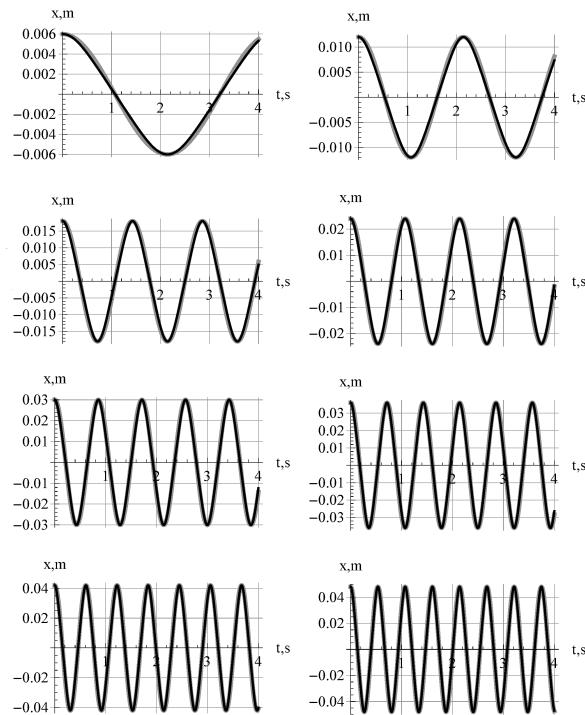 x,m
0.006
0.004
0.002
−0.002
−0.004
−0.006
1 2 3 4
t,s
x,m
0.010
0.005
−0.005
−0.010
1 2 3 4
t,s
x,m
0.015
0.010
0.005
−0.005
−0.010
−0.015
1 2 3 4
t,s
x,m
0.02
0.01
−0.01
−0.02
1 2 3 4
t,s
x,m
0.03
0.02
0.01
−0.01
−0.02
−0.03
1 2 3 4
t,s
x,m
0.03
0.02
0.01
−0.01
−0.02
−0.03
1 2 3 4
t,s
x,m
0.04
0.02
−0.02
−0.04
1 2 3 4
t,s
x,m
0.04
0.02
−0.02
−0.04
1 2 3 4
t,s